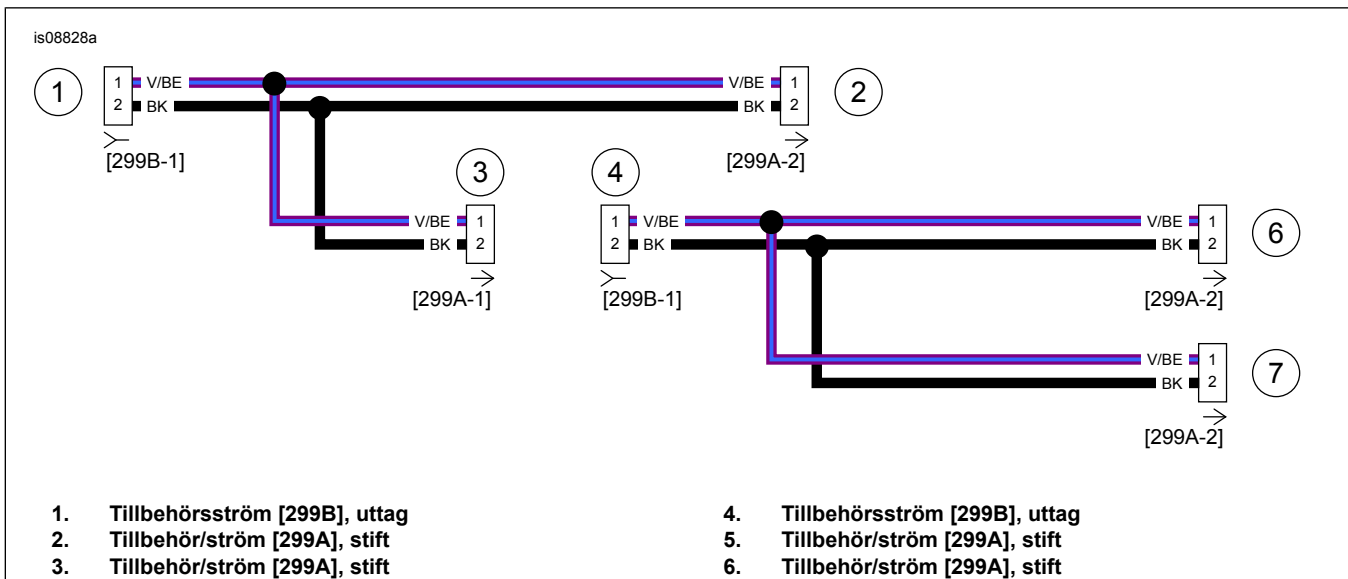 is08828a
1
1 V/BE V/BE 1
2 BK BK 2
2
[299B-1]
[299A-2]
3
V/BE 1
BK 2
[299A-1]
4
1 V/BE V/BE 1
2 BK BK 2
6
[299B-1]
[299A-2]
V/BE 1
BK 2
7
[299A-2]
1. Tillbehörsström [299B], uttag
2. Tillbehör/ström [299A], stift
3. Tillbehör/ström [299A], stift
4. Tillbehörsström [299B], uttag
5. Tillbehör/ström [299A], stift
6. Tillbehör/ström [299A], stift